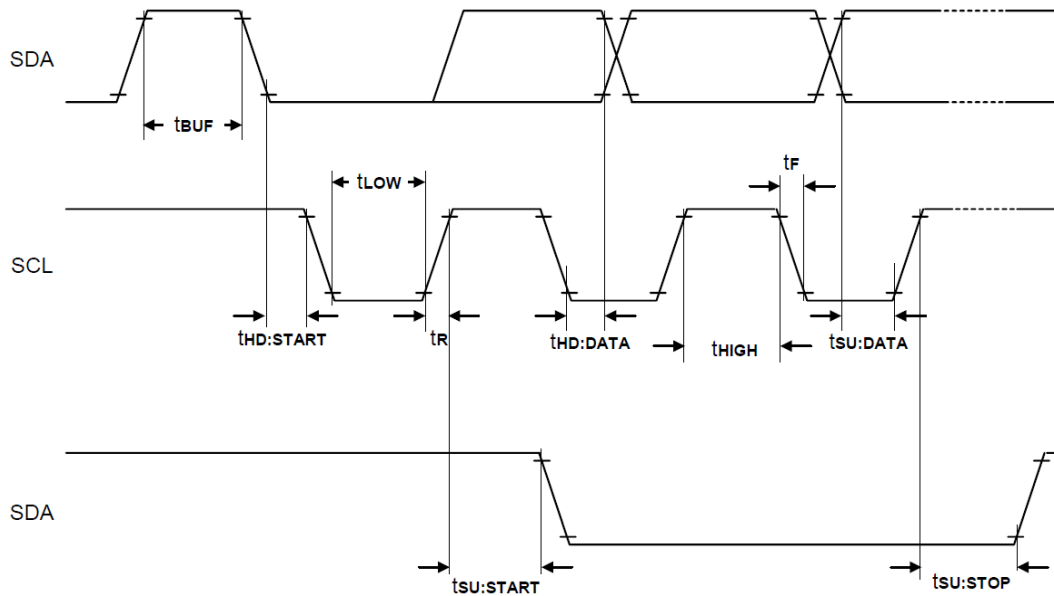 SDA
tBUF
tLOW
tF
SCL
tHD:START
tR
tHD:DATA
tHIGH
tSU:DATA
SDA
tSU:START
tSU:STOP